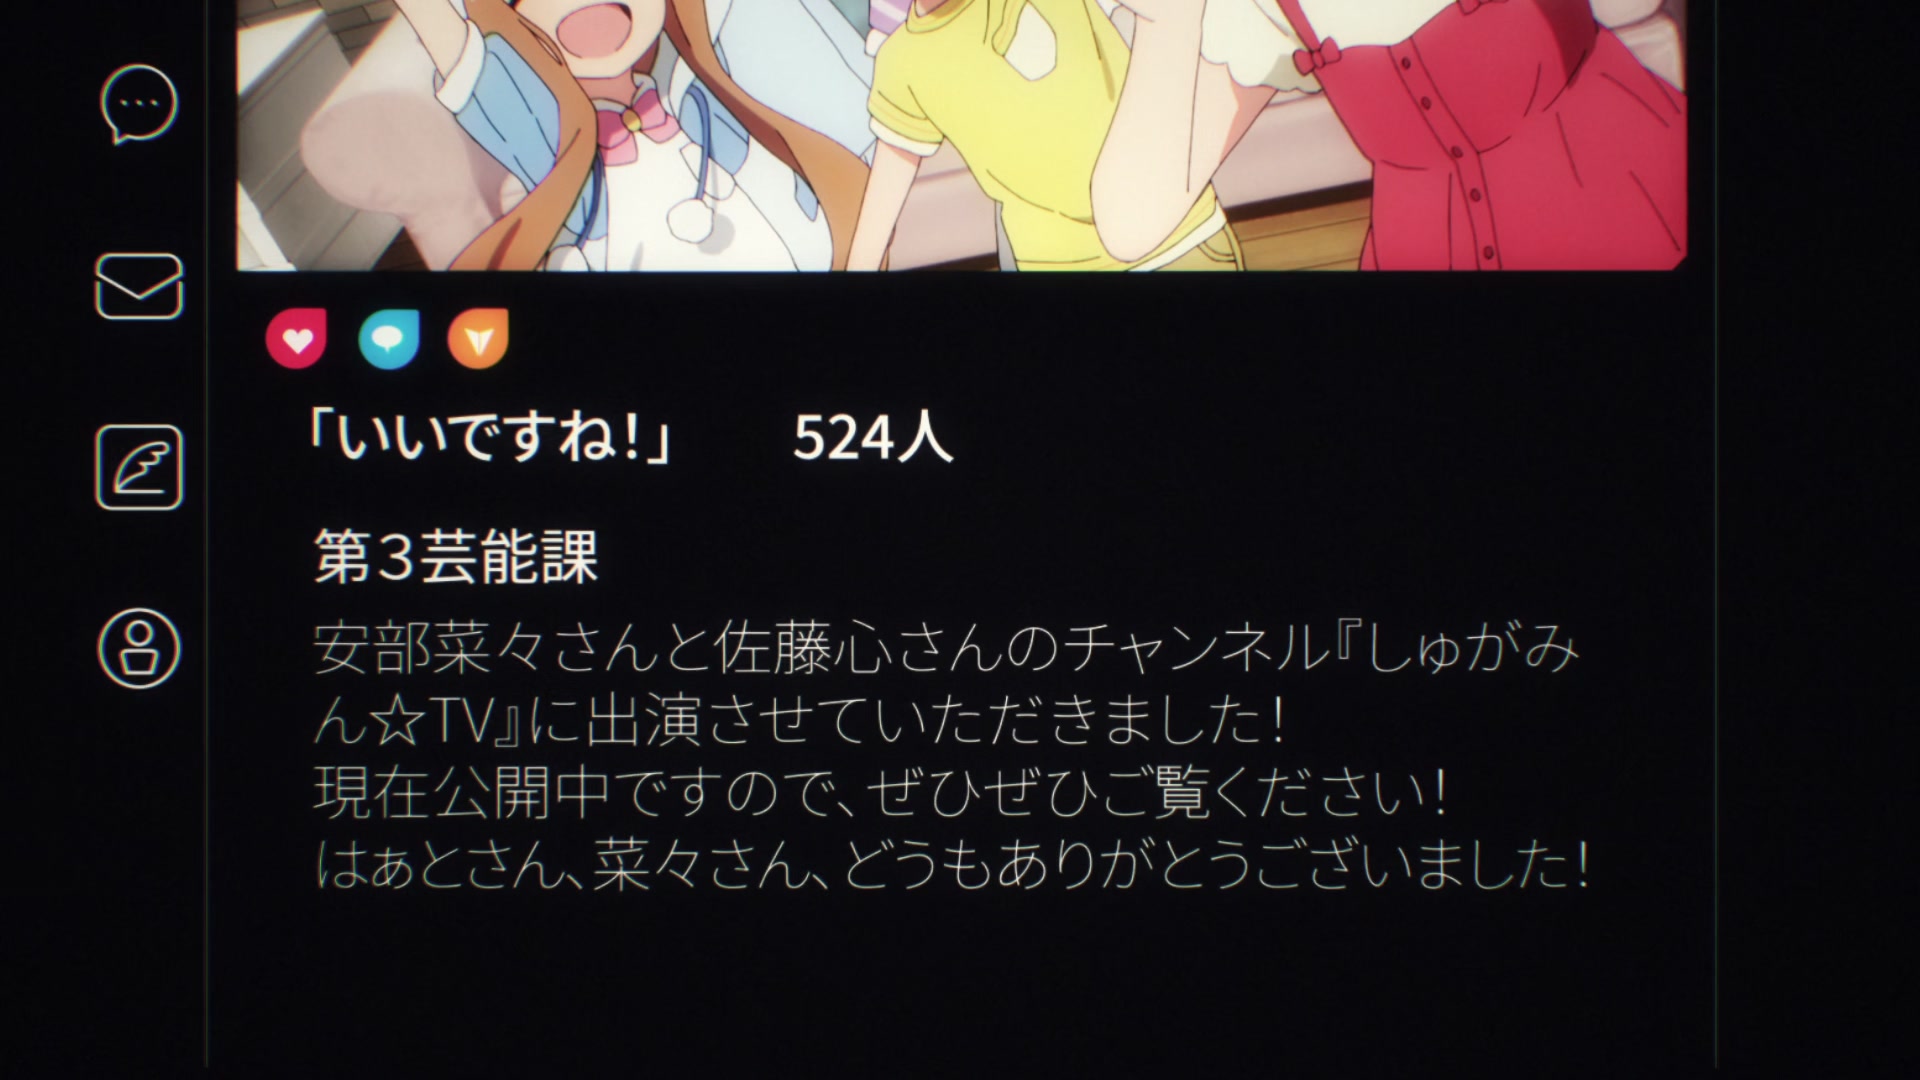 「いいですね!」 524人
第3芸能課
安部菜々さんと佐藤心さんのチャンネル『しゅがみ
ん☆TV』に出演させていただきました!
現在公開中ですので、ぜひぜひご覧ください!
はぁとさん、菜々さん、どうもありがとうございました!